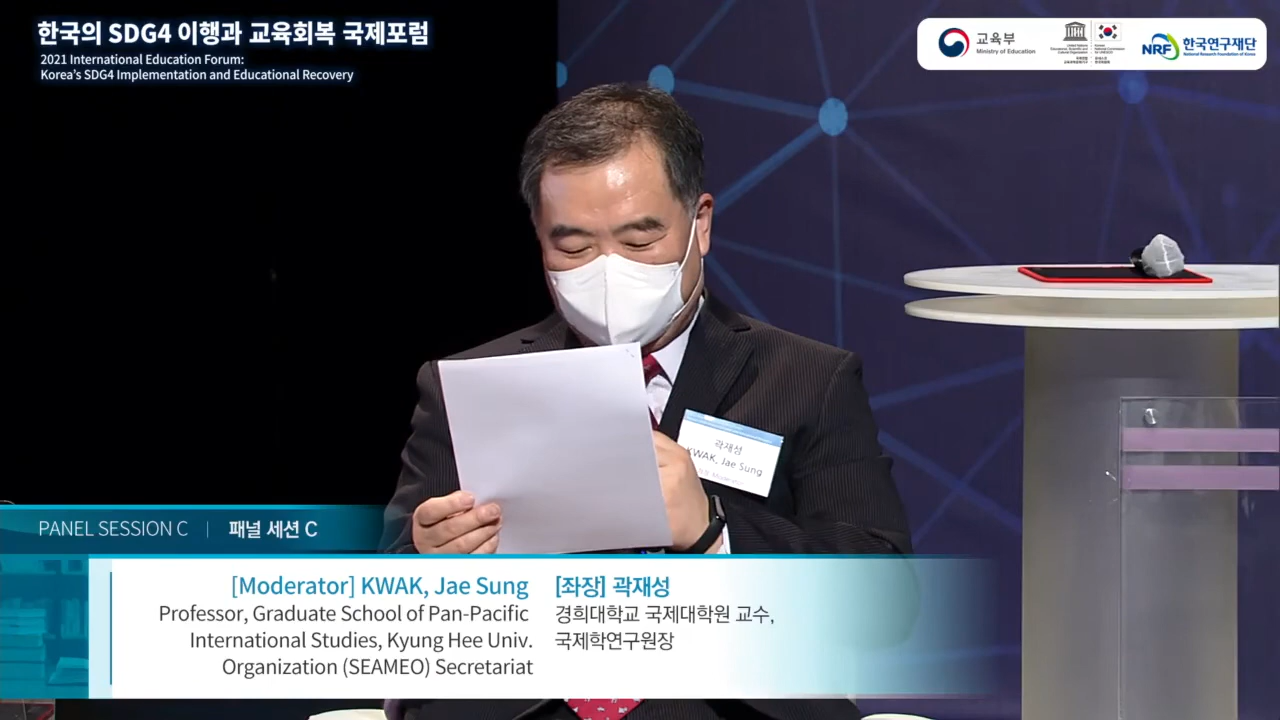 한국의 SDG4 이행과 교육회복 국제포럼
2021 International Education Forum:
Korea's SDG4 Implementation and Educational Recovery
교육부
Ministry of Education
NRF 한국연구재단
National Research Foundation of Korea
곽재성
KWAK, Jae Sung
PANEL SESSION C | 패널 세션 C
[Moderator] KWAK, Jae Sung
Professor, Graduate School of Pan-Pacific
International Studies, Kyung Hee Univ.
Organization (SEAMEO) Secretariat
[좌장] 곽재성
경희대학교 국제대학원 교수,
국제학연구원장